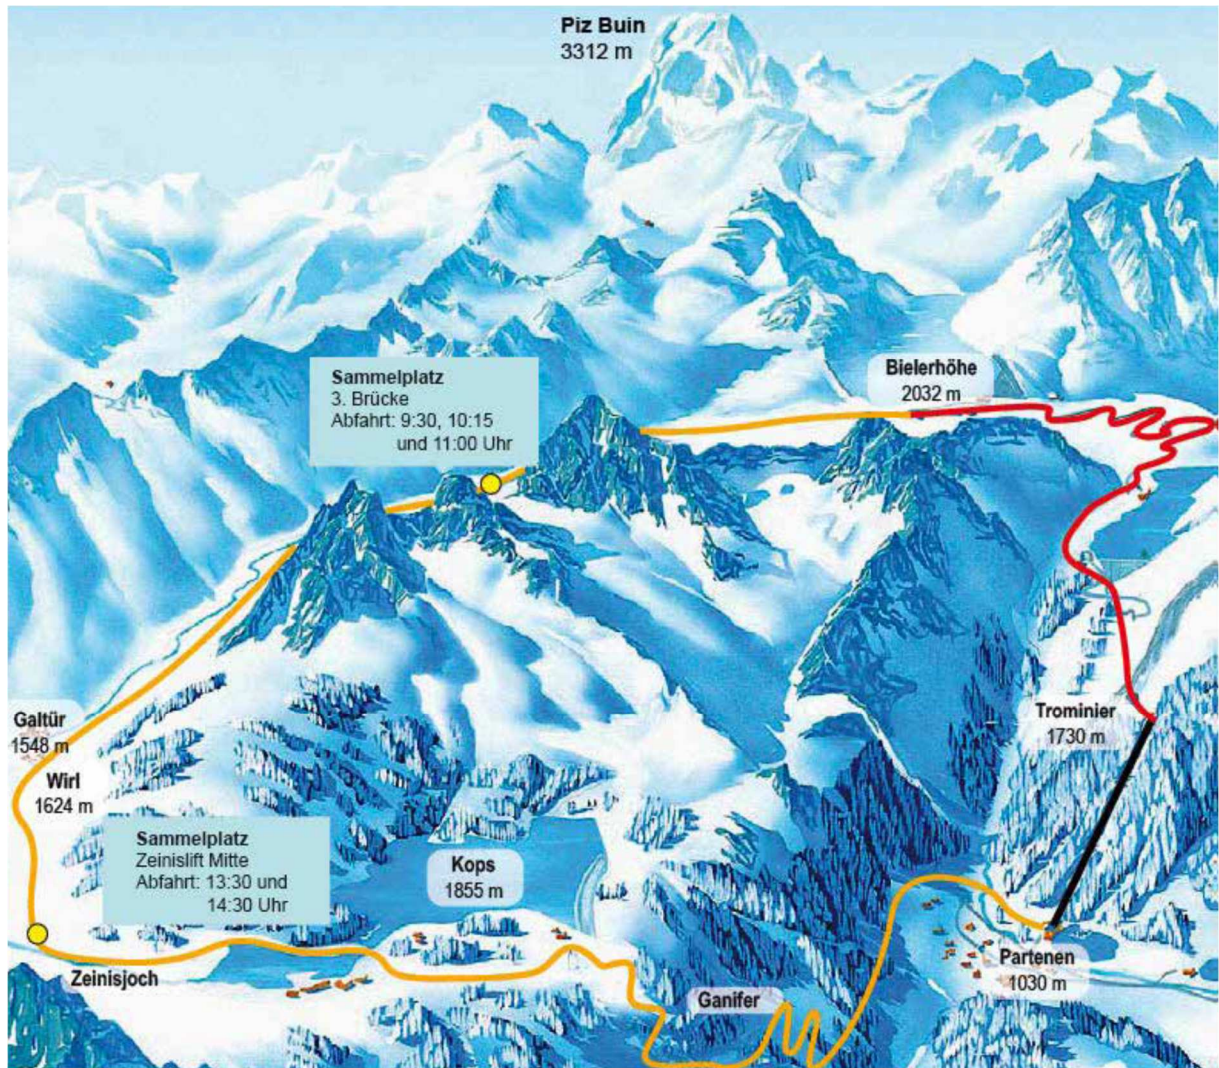 Piz Buin
3312 m
Bielerhöhe
2032 m
Sammelplatz
3. Brücke
Abfahrt: 9:30, 10:15
und 11:00 Uhr
Galtür
1548 m
Wirl
1624 m
Trominier
1730 m
Sammelplatz
Zeinislift Mitte
Abfahrt: 13:30 und
14:30 Uhr
Kops
1855 m
Zeinisjoch
Ganifer
Partenen
1030 m